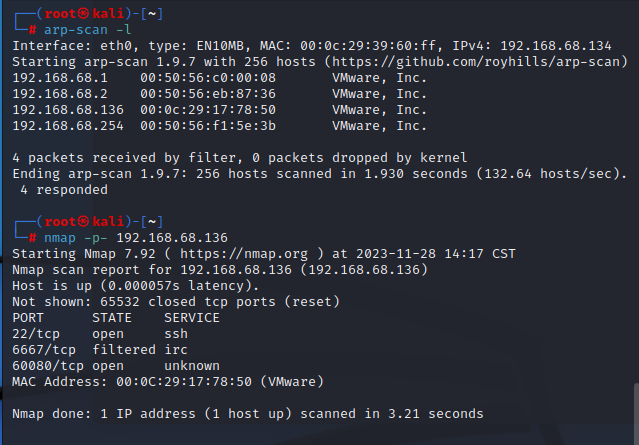 ┌──(root㉿kali)-[~]
└─# arp-scan -l
Interface: eth0, type: EN10MB, MAC: 00:0c:29:39:60:ff, IPv4: 192.168.68.134
Starting arp-scan 1.9.7 with 256 hosts (https://github.com/royhills/arp-scan)
192.168.68.1    00:50:56:c0:00:08       VMware, Inc.
192.168.68.2    00:50:56:eb:87:36       VMware, Inc.
192.168.68.136  00:0c:29:17:78:50       VMware, Inc.
192.168.68.254  00:50:56:f1:5e:3b       VMware, Inc.

4 packets received by filter, 0 packets dropped by kernel
Ending arp-scan 1.9.7: 256 hosts scanned in 1.930 seconds (132.64 hosts/sec).
 4 responded

┌──(root㉿kali)-[~]
└─# nmap -p- 192.168.68.136
Starting Nmap 7.92 ( https://nmap.org ) at 2023-11-28 14:17 CST
Nmap scan report for 192.168.68.136 (192.168.68.136)
Host is up (0.000057s latency).
Not shown: 65532 closed tcp ports (reset)
PORT      STATE    SERVICE
22/tcp    open     ssh
6667/tcp  filtered irc
60080/tcp open     unknown
MAC Address: 00:0C:29:17:78:50 (VMware)

Nmap done: 1 IP address (1 host up) scanned in 3.21 seconds